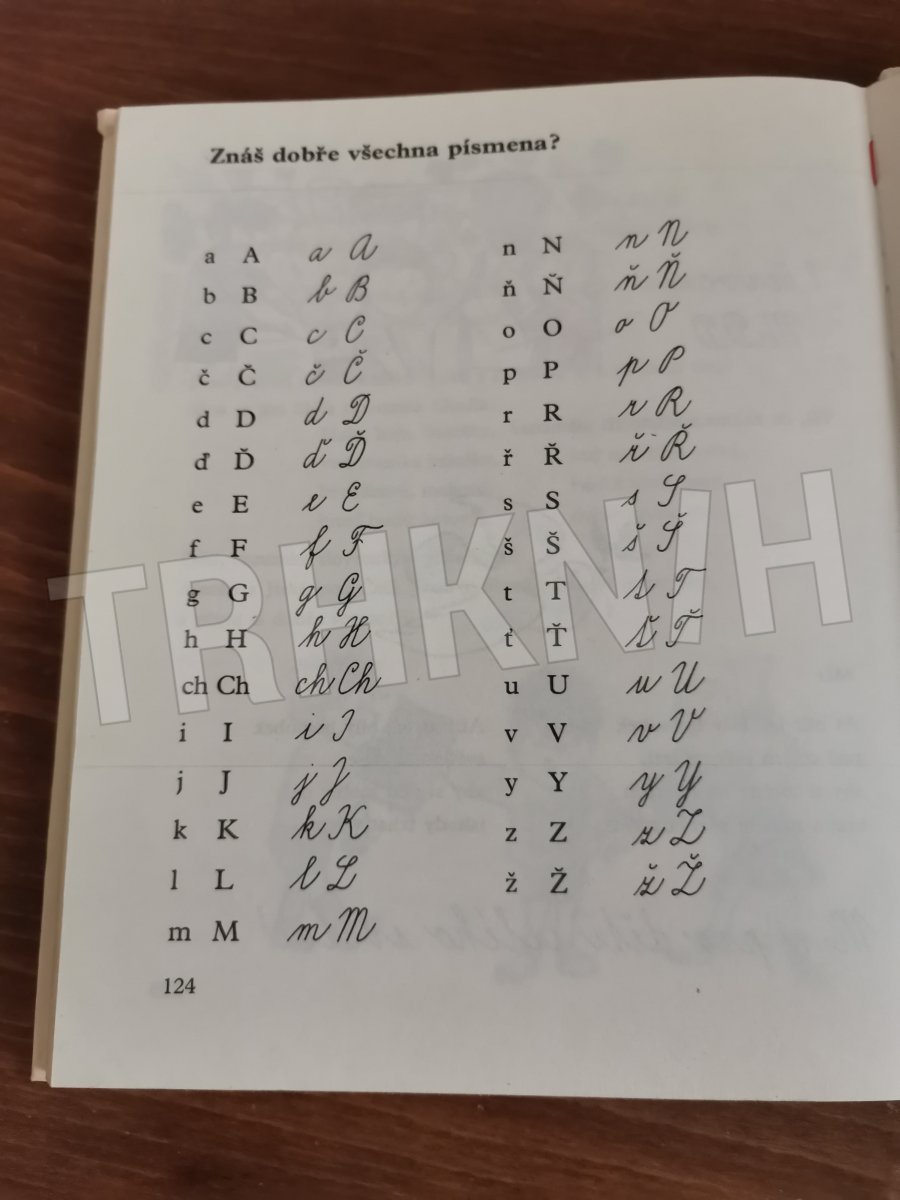 Znáš dobře všechna písmena?
a A a A
b B b B
c C c C
č Č č Č
d D d D
ď Ď ď Ď
e E e E
f F f F
g G g G
h H h H
ch Ch ch Ch
i I i I
j J j J
k K k K
l L l L
m M m M
n N n N
ň Ň ň Ň
o O o O
p P p P
r R r R
ř Ř ř Ř
s S s S
š Š š Š
t T t T
ť Ť ť Ť
u U u U
v V v V
y Y y Y
z Z z Z
ž Ž ž Ž
124
TRHKNIH